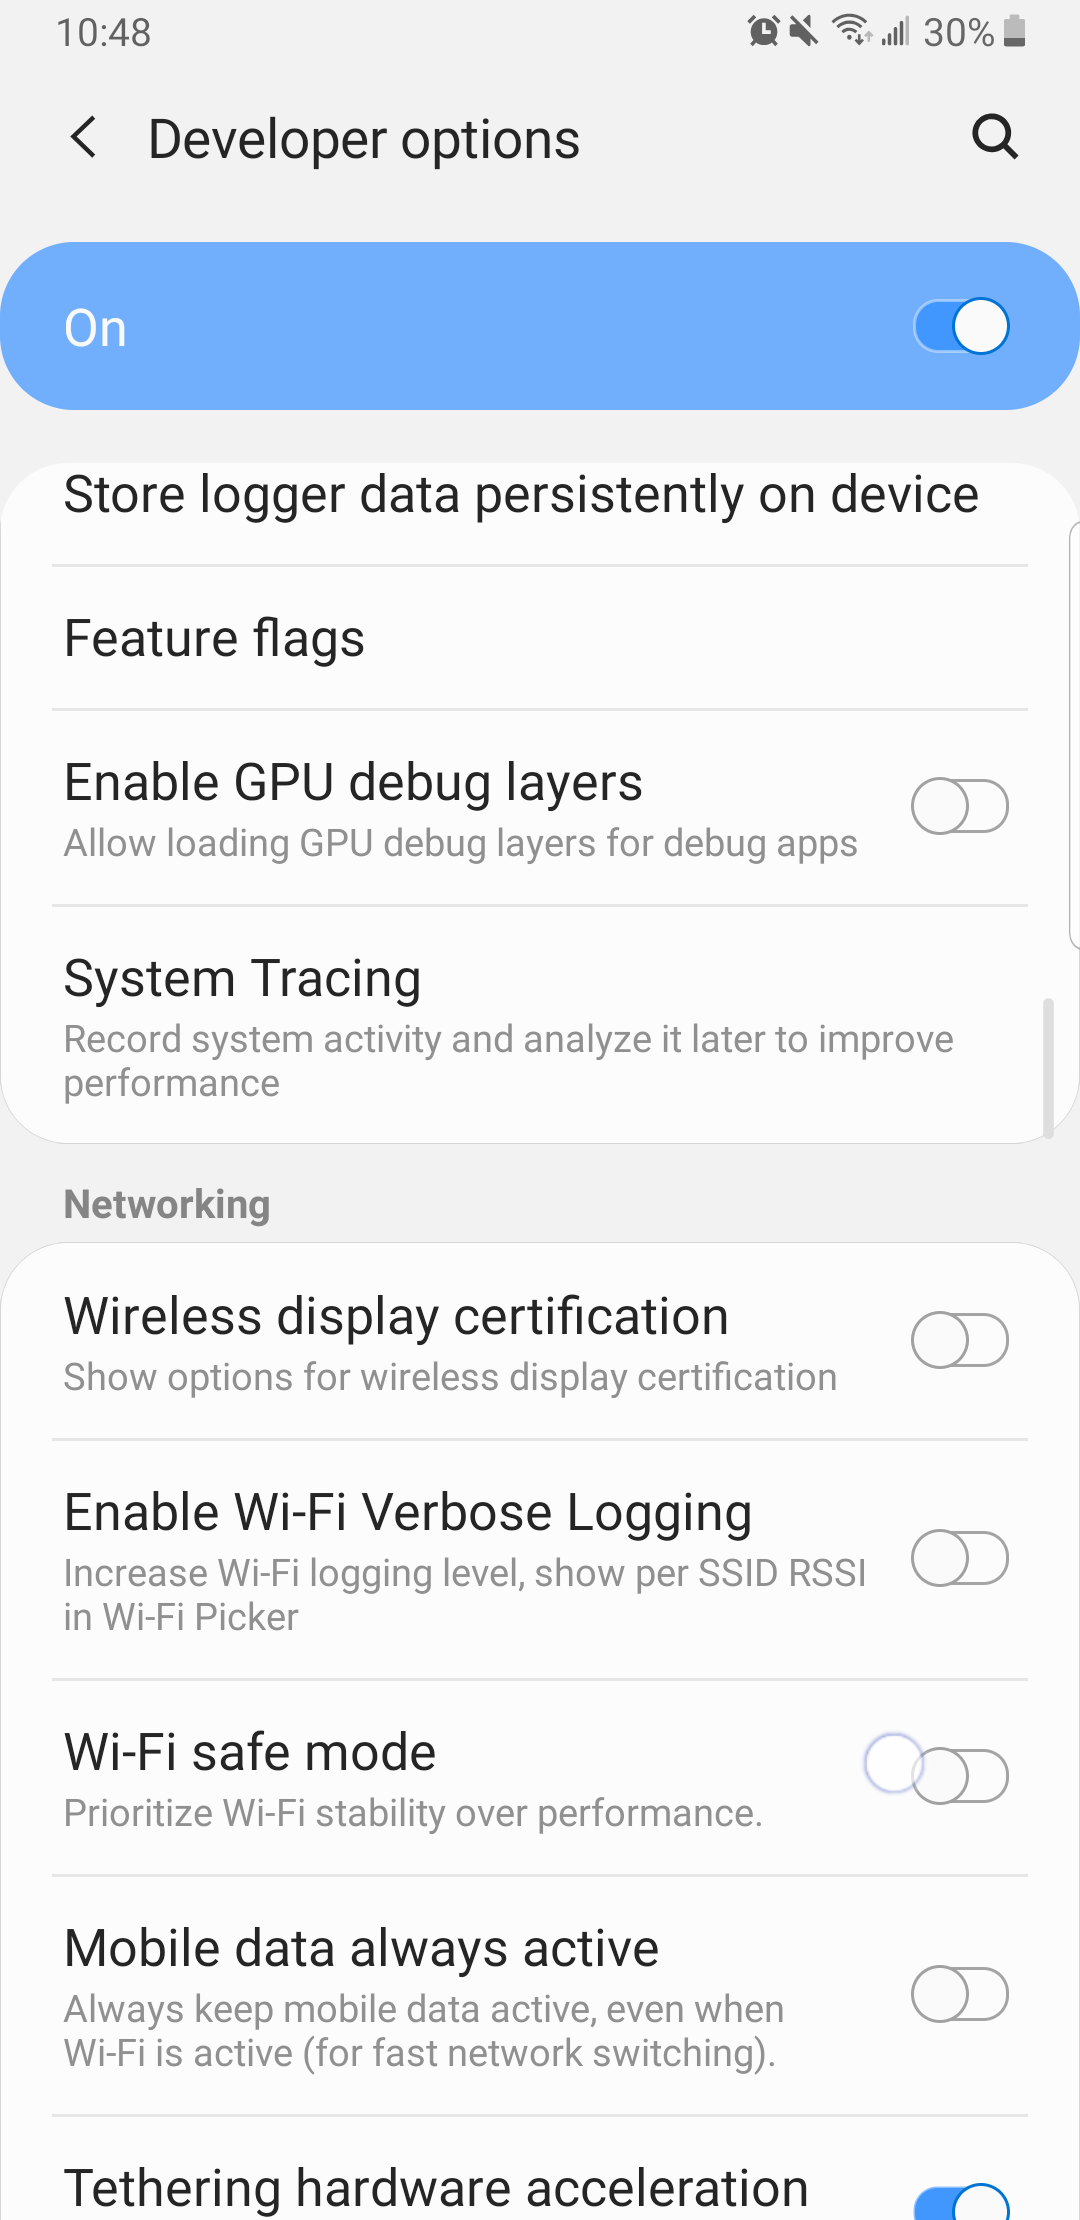 10:48
30%
Developer options
On
Store logger data persistently on device
Feature flags
Enable GPU debug layers
Allow loading GPU debug layers for debug apps
System Tracing
Record system activity and analyze it later to improve
performance
Networking
Wireless display certification
Show options for wireless display certification
Enable Wi-Fi Verbose Logging
Increase Wi-Fi logging level, show per SSID RSSI
in Wi-Fi Picker
Wi-Fi safe mode
Prioritize Wi-Fi stability over performance.
Mobile data always active
Always keep mobile data active, even when
Wi-Fi is active (for fast network switching).
Tethering hardware acceleration